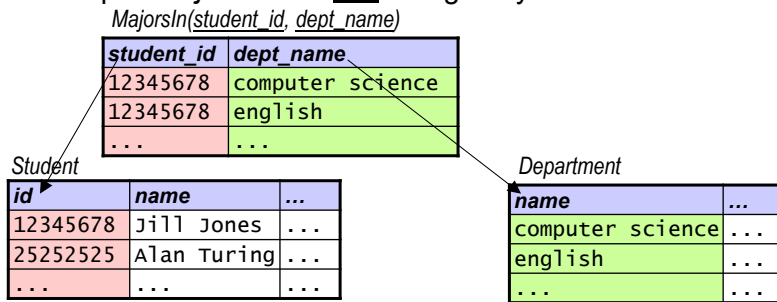 MajorsIn(student_id, dept_name)
student_id dept_name
12345678 computer science
12345678 english
... ...
Student
id name ...
12345678 Jill Jones ...
25252525 Alan Turing ...
... ... ...
Department
name ...
computer science ...
english ...
... ...